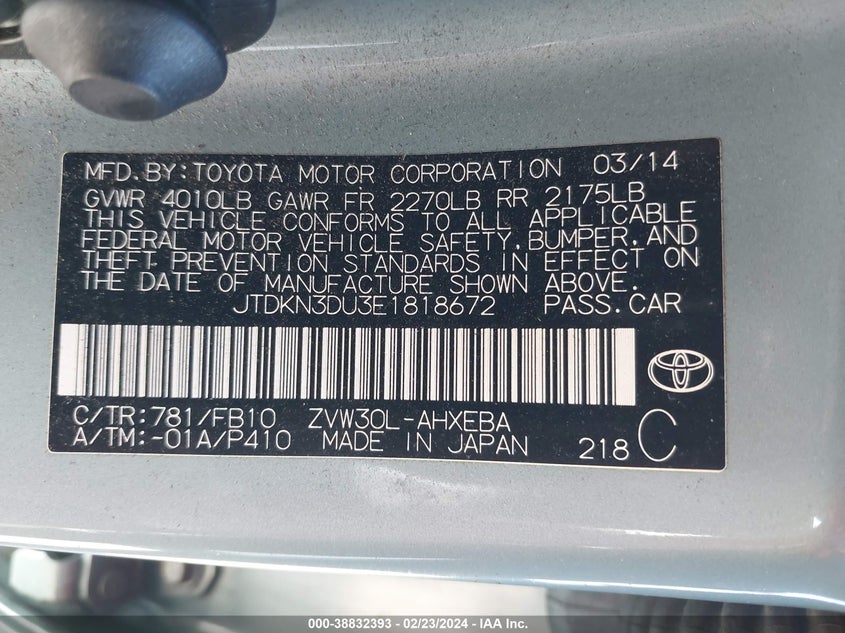 MFD.BY:TOYOTA MOTOR CORPORATION 03/14
GVWR 4010LB GAWR FR 2270LB RR 2175LB
THIS VEHICLE CONFORMS TO ALL APPLICABLE
FEDERAL MOTOR VEHICLE SAFETY,BUMPER,AND
THEFT PREVENTION STANDARDS IN EFFECT ON
THE DATE OF MANUFACTURE SHOWN ABOVE.
JTDKN3DU3E1818672 PASS.CAR
C/TR:781/FB10 ZVW30L-AHXEBA
A/TM:-01A/P410 MADE IN JAPAN 218 C
000-38832393 - 02/23/2024 - IAA Inc.